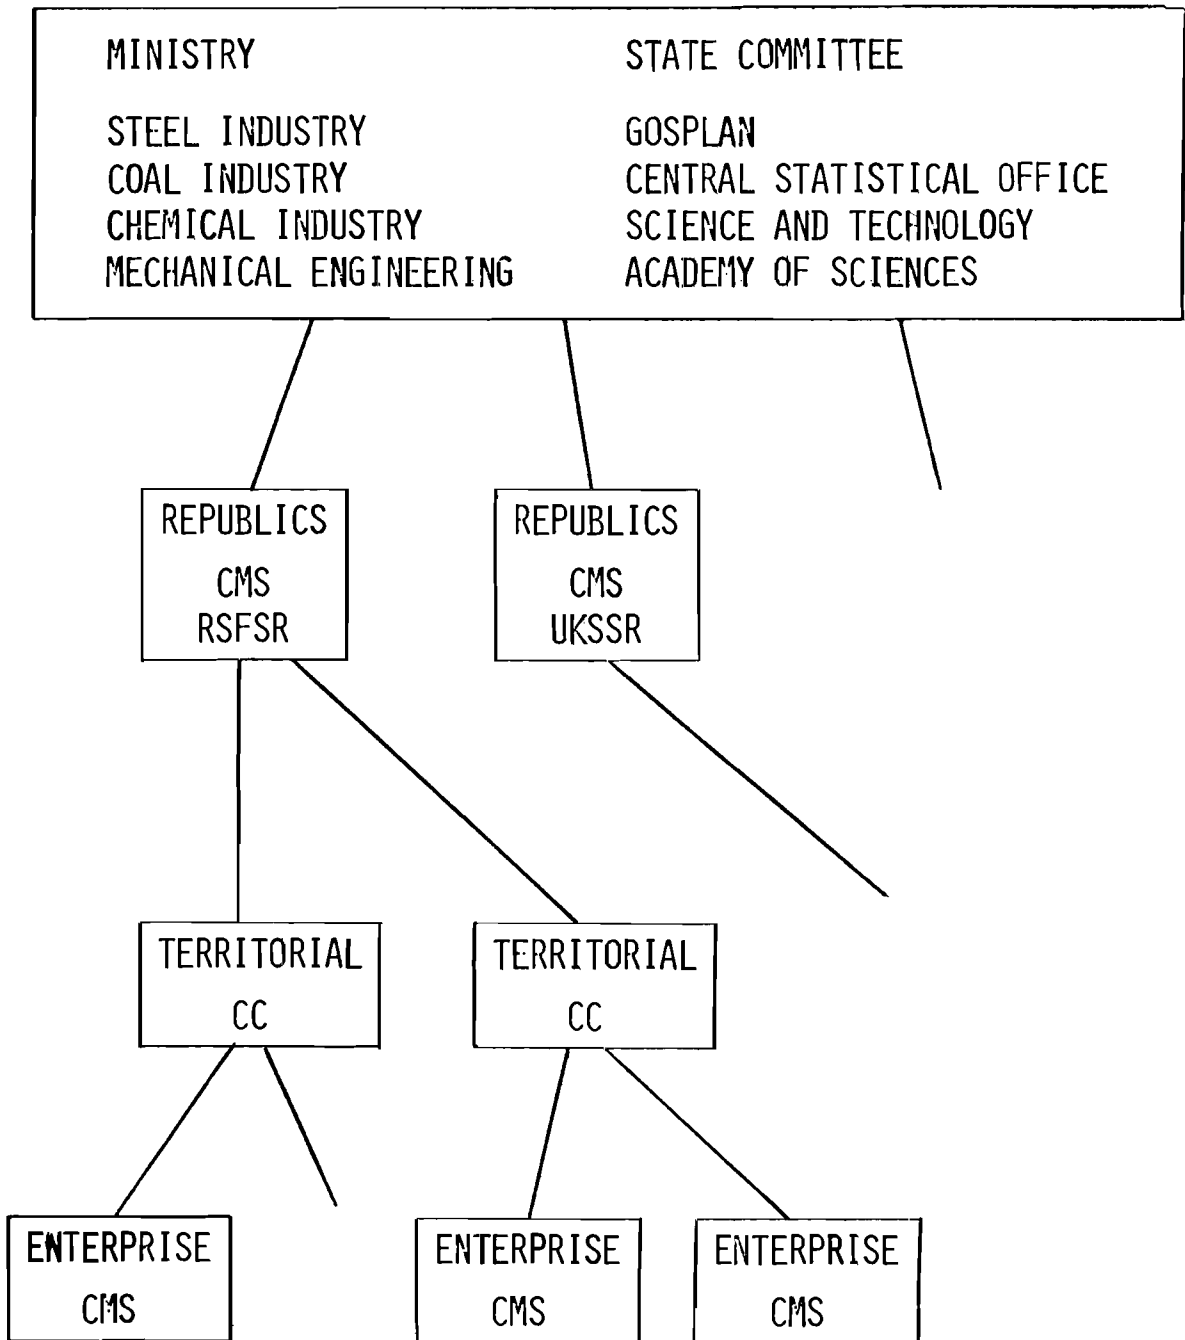 MINISTRY STATE COMMITTEE
STEEL INDUSTRY GOSPLAN
COAL INDUSTRY CENTRAL STATISTICAL OFFICE
CHEMICAL INDUSTRY SCIENCE AND TECHNOLOGY
MECHANICAL ENGINEERING ACADEMY OF SCIENCES
REPUBLICS
CMS
RSFSR
REPUBLICS
CMS
UKSSR
TERRITORIAL
CC
TERRITORIAL
CC
ENTERPRISE
CMS
ENTERPRISE
CMS
ENTERPRISE
CMS